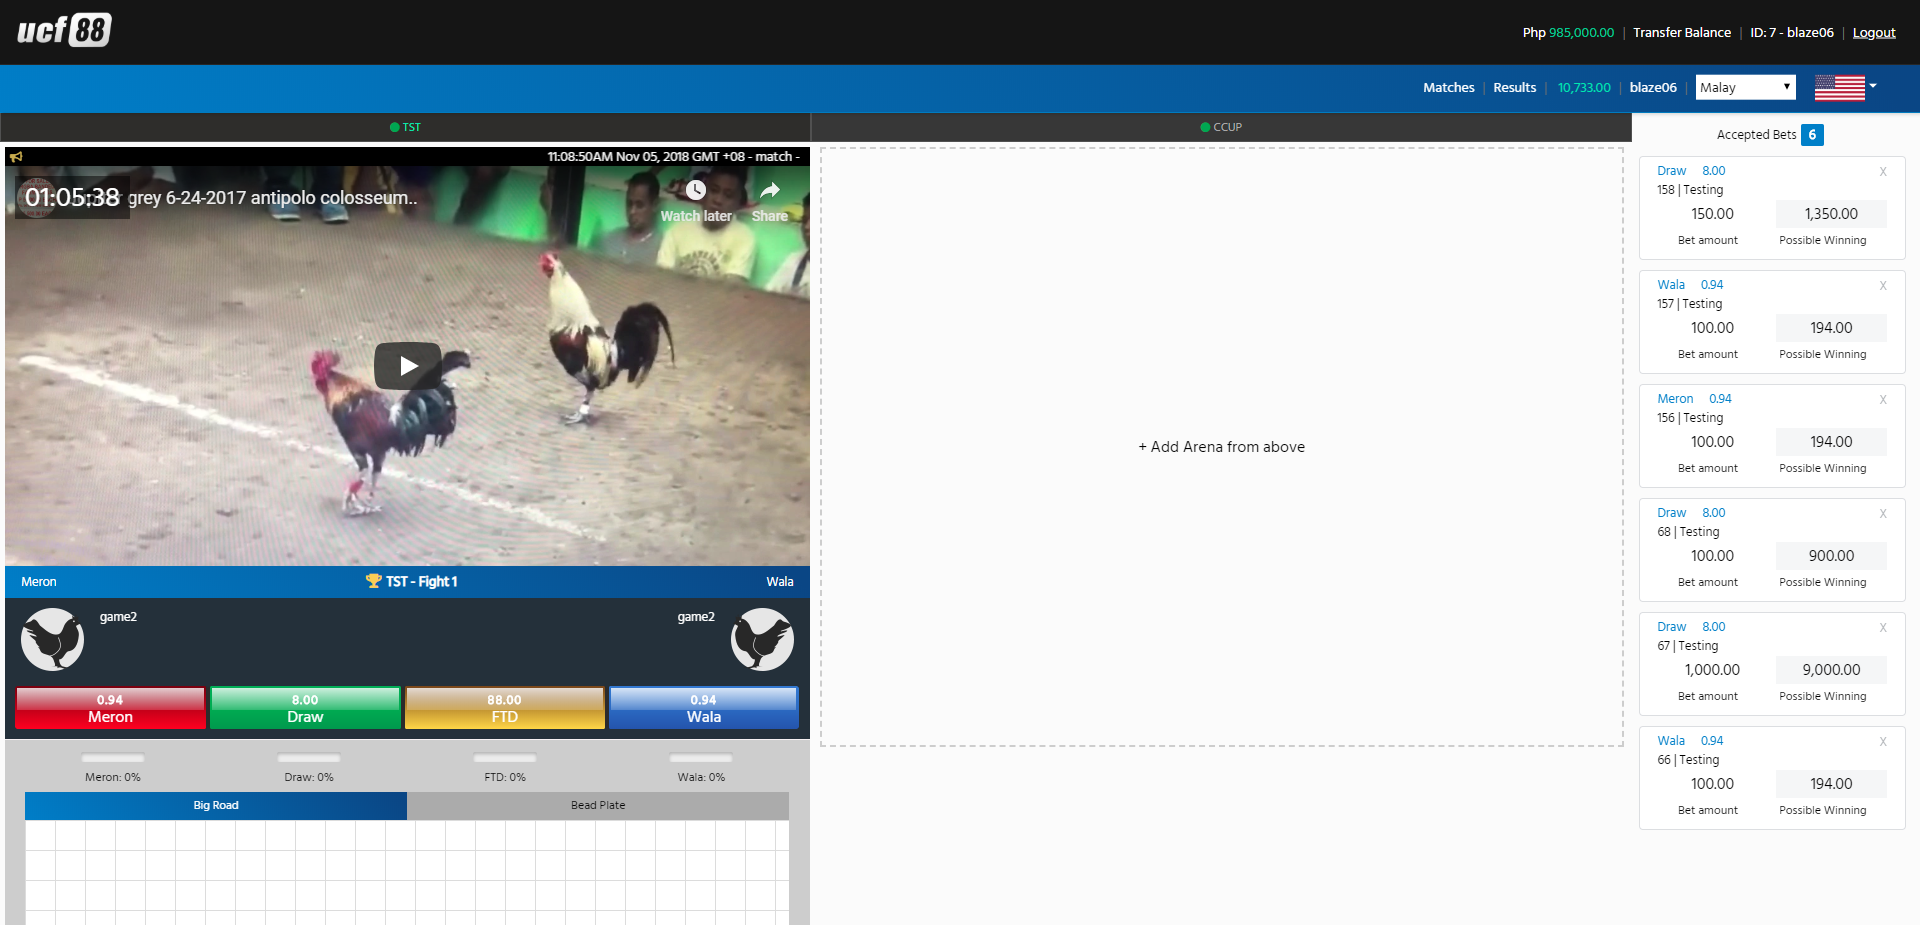 ucf 88
Php 985,000.00 | Transfer Balance | ID: 7 - blaze06 | Logout
Matches | Results | 10,733.00 | blaze06 | Malay
TST
CCUP
11:08:50AM Nov 05, 2018 GMT +08 - match -
01:05:38
grey 6-24-2017 antipolo colosseum..
Watch later
Share
Meron
TST - Fight 1
Wala
game2
game2
0.94
Meron
8.00
Draw
88.00
FTD
0.94
Wala
Meron: 0%
Draw: 0%
FTD: 0%
Wala: 0%
Big Road
Bead Plate
+ Add Arena from above
Accepted Bets 6
Draw 8.00 X
158 | Testing
150.00 1,350.00
Bet amount Possible Winning
Wala 0.94 X
157 | Testing
100.00 194.00
Bet amount Possible Winning
Meron 0.94 X
156 | Testing
100.00 194.00
Bet amount Possible Winning
Draw 8.00 X
68 | Testing
100.00 900.00
Bet amount Possible Winning
Draw 8.00 X
67 | Testing
1,000.00 9,000.00
Bet amount Possible Winning
Wala 0.94 X
66 | Testing
100.00 194.00
Bet amount Possible Winning